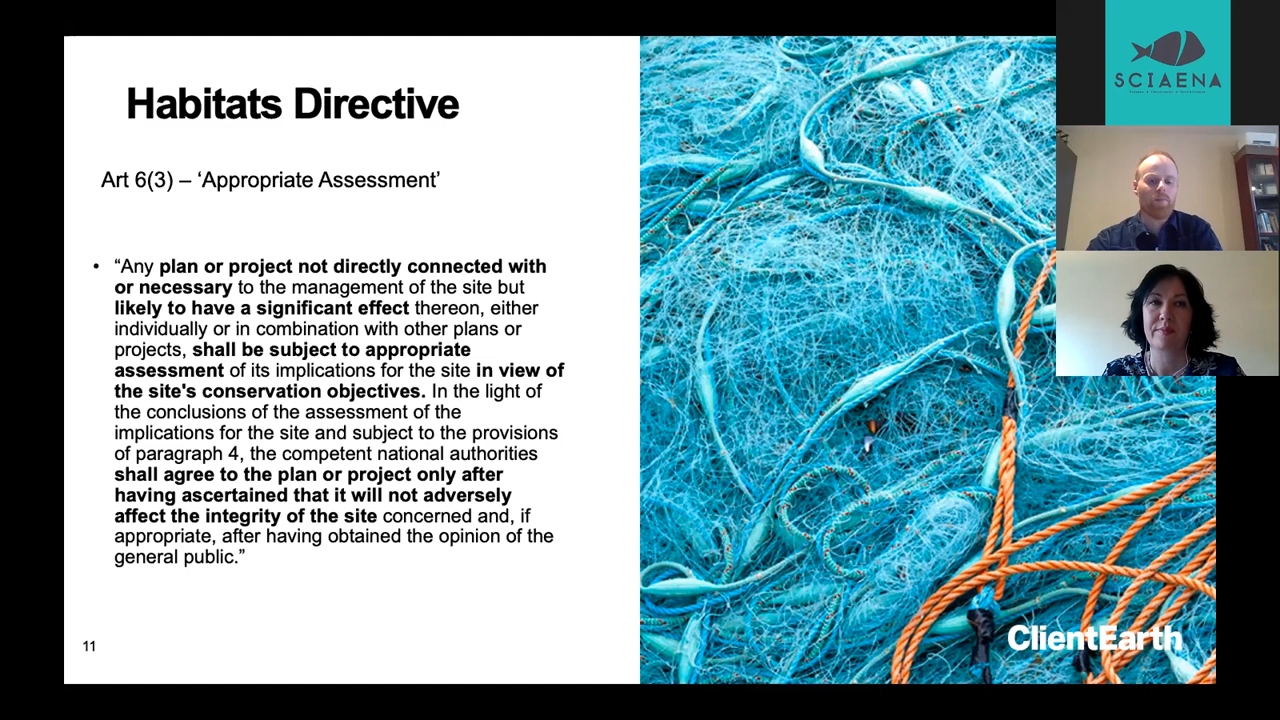 Habitats Directive
Art 6(3) – ‘Appropriate Assessment’
• “Any plan or project not directly connected with
or necessary to the management of the site but
likely to have a significant effect thereon, either
individually or in combination with other plans or
projects, shall be subject to appropriate
assessment of its implications for the site in view of
the site's conservation objectives. In the light of
the conclusions of the assessment of the
implications for the site and subject to the provisions
of paragraph 4, the competent national authorities
shall agree to the plan or project only after
having ascertained that it will not adversely
affect the integrity of the site concerned and, if
appropriate, after having obtained the opinion of the
general public.”
11
ClientEarth
SCIAENA